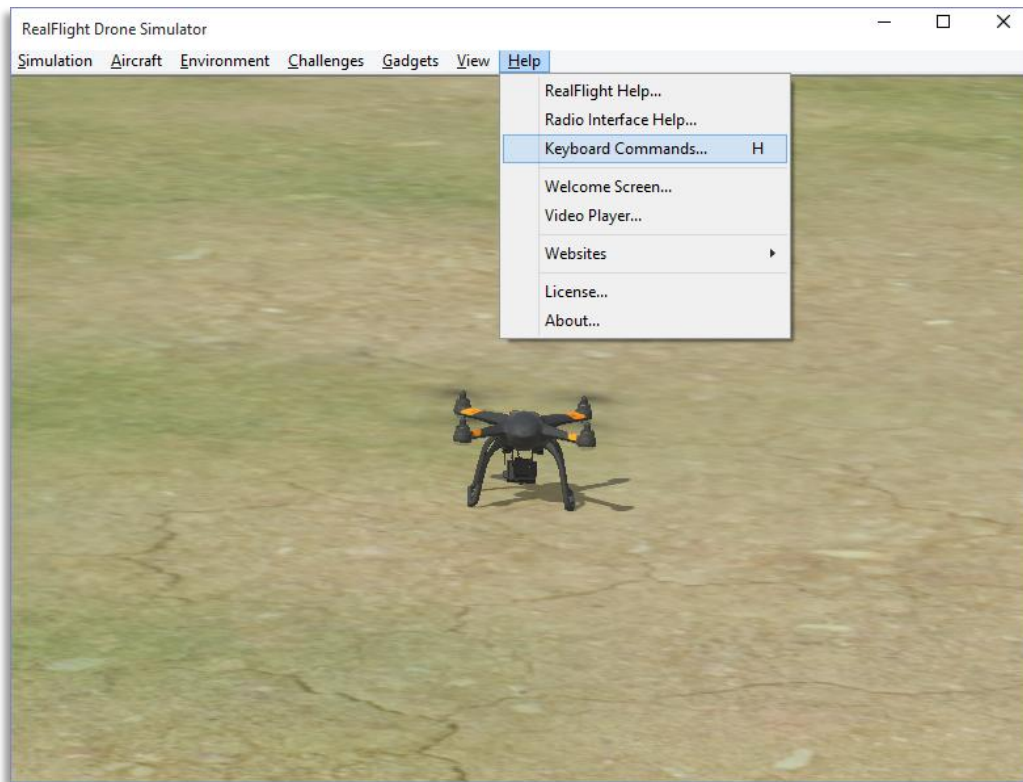 RealFlight Drone Simulator
Simulation Aircraft Environment Challenges Gadgets View Help
RealFlight Help...
Radio Interface Help...
Keyboard Commands... H
Welcome Screen...
Video Player...
Websites
License...
About...